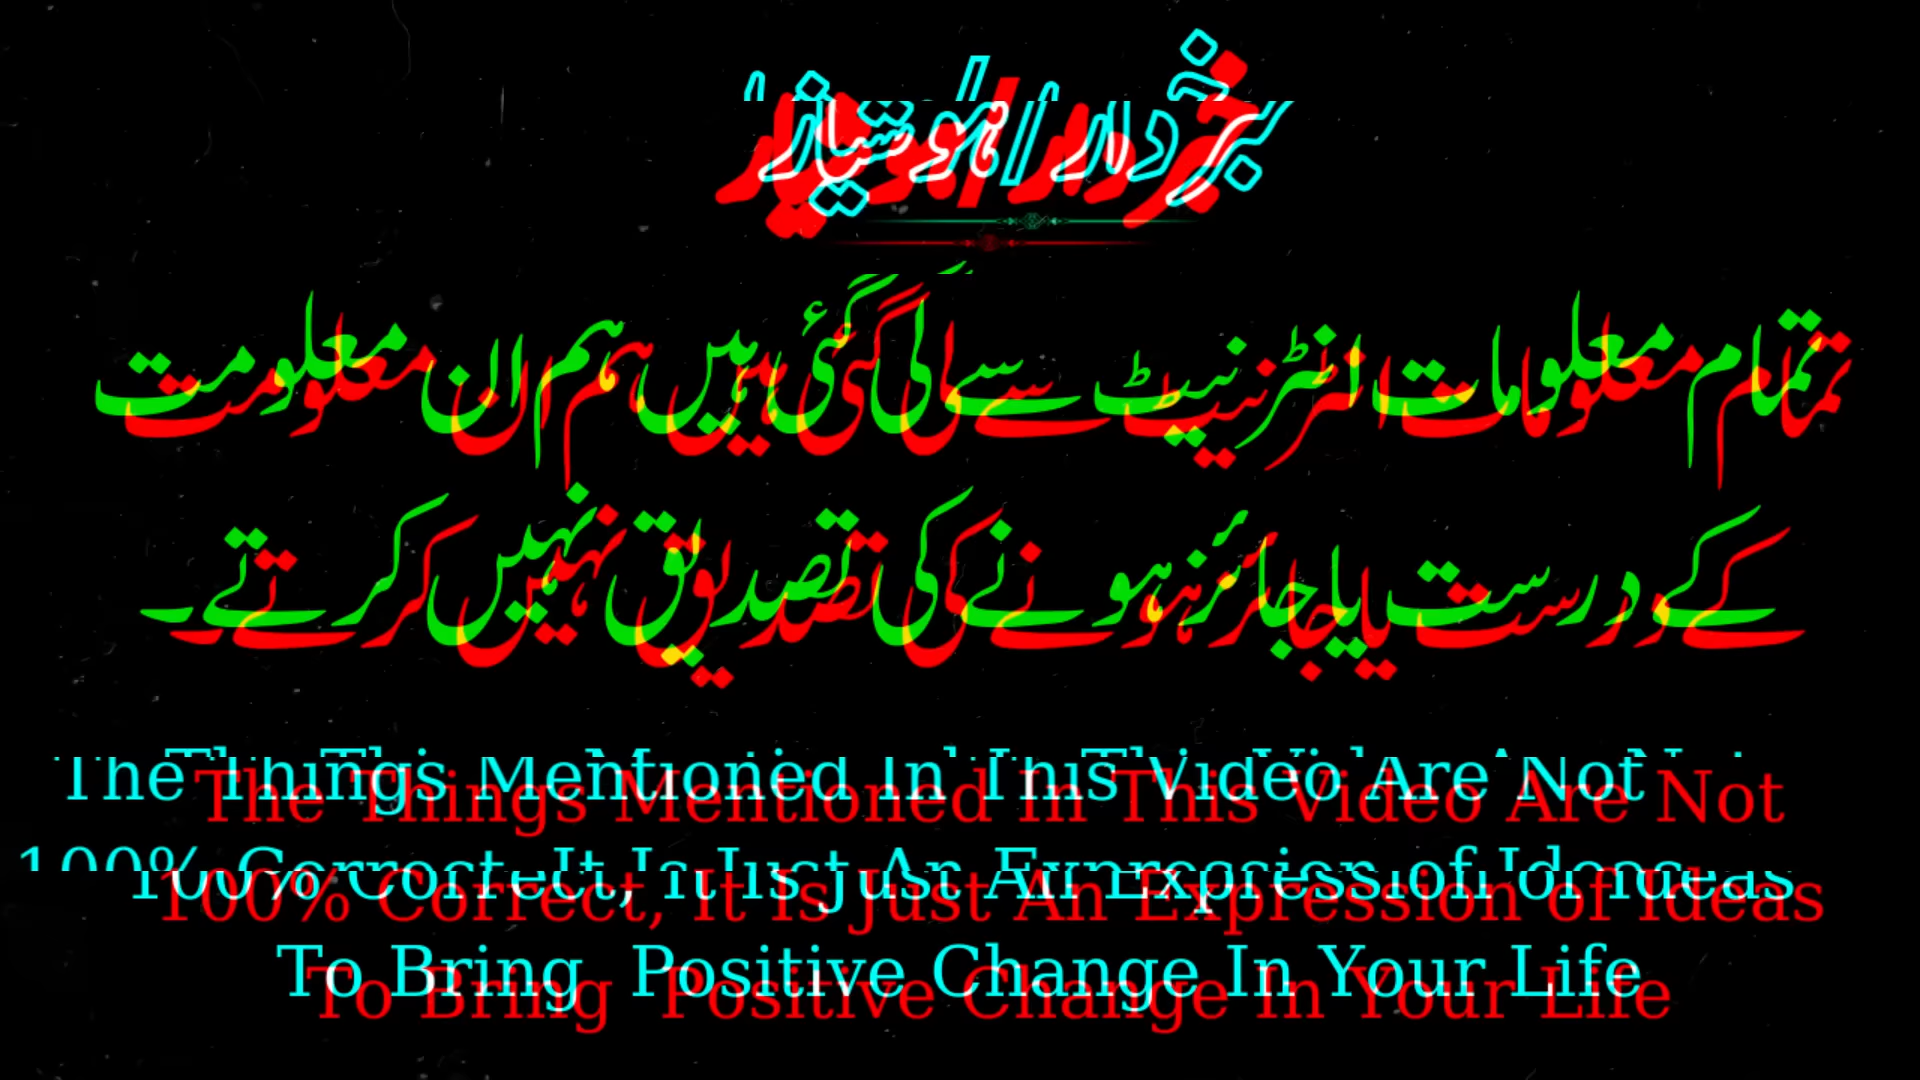 خبردار / ہوشیار
تمام معلومات انٹرنیٹ سے لی گئی ہیں ہم ان معلومت
کے درست یا جائز ہونے کی تصدیق نہیں کرتے ۔
The Things Mentioned In This Video Are Not
100% Correct, It Is Just An Expression of Ideas
To Bring Positive Change In Your Life